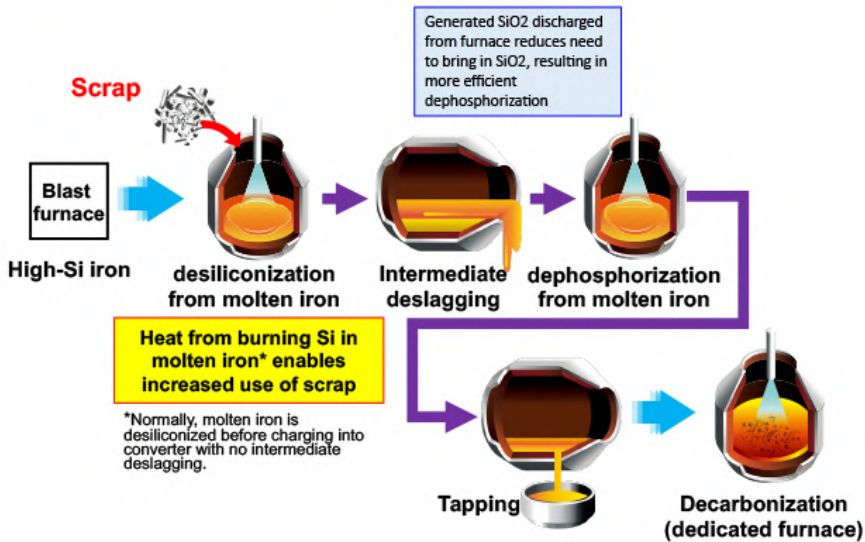 Generated SiO2 discharged
from furnace reduces need
to bring in SiO2, resulting in
more efficient
dephosphorization
Scrap
Blast
furnace
High-Si iron
desiliconization
from molten iron
Intermediate
deslagging
dephosphorization
from molten iron
Heat from burning Si in
molten iron* enables
increased use of scrap
*Normally, molten iron is
desiliconized before charging into
converter with no intermediate
deslagging.
Tapping
Decarbonization
(dedicated furnace)